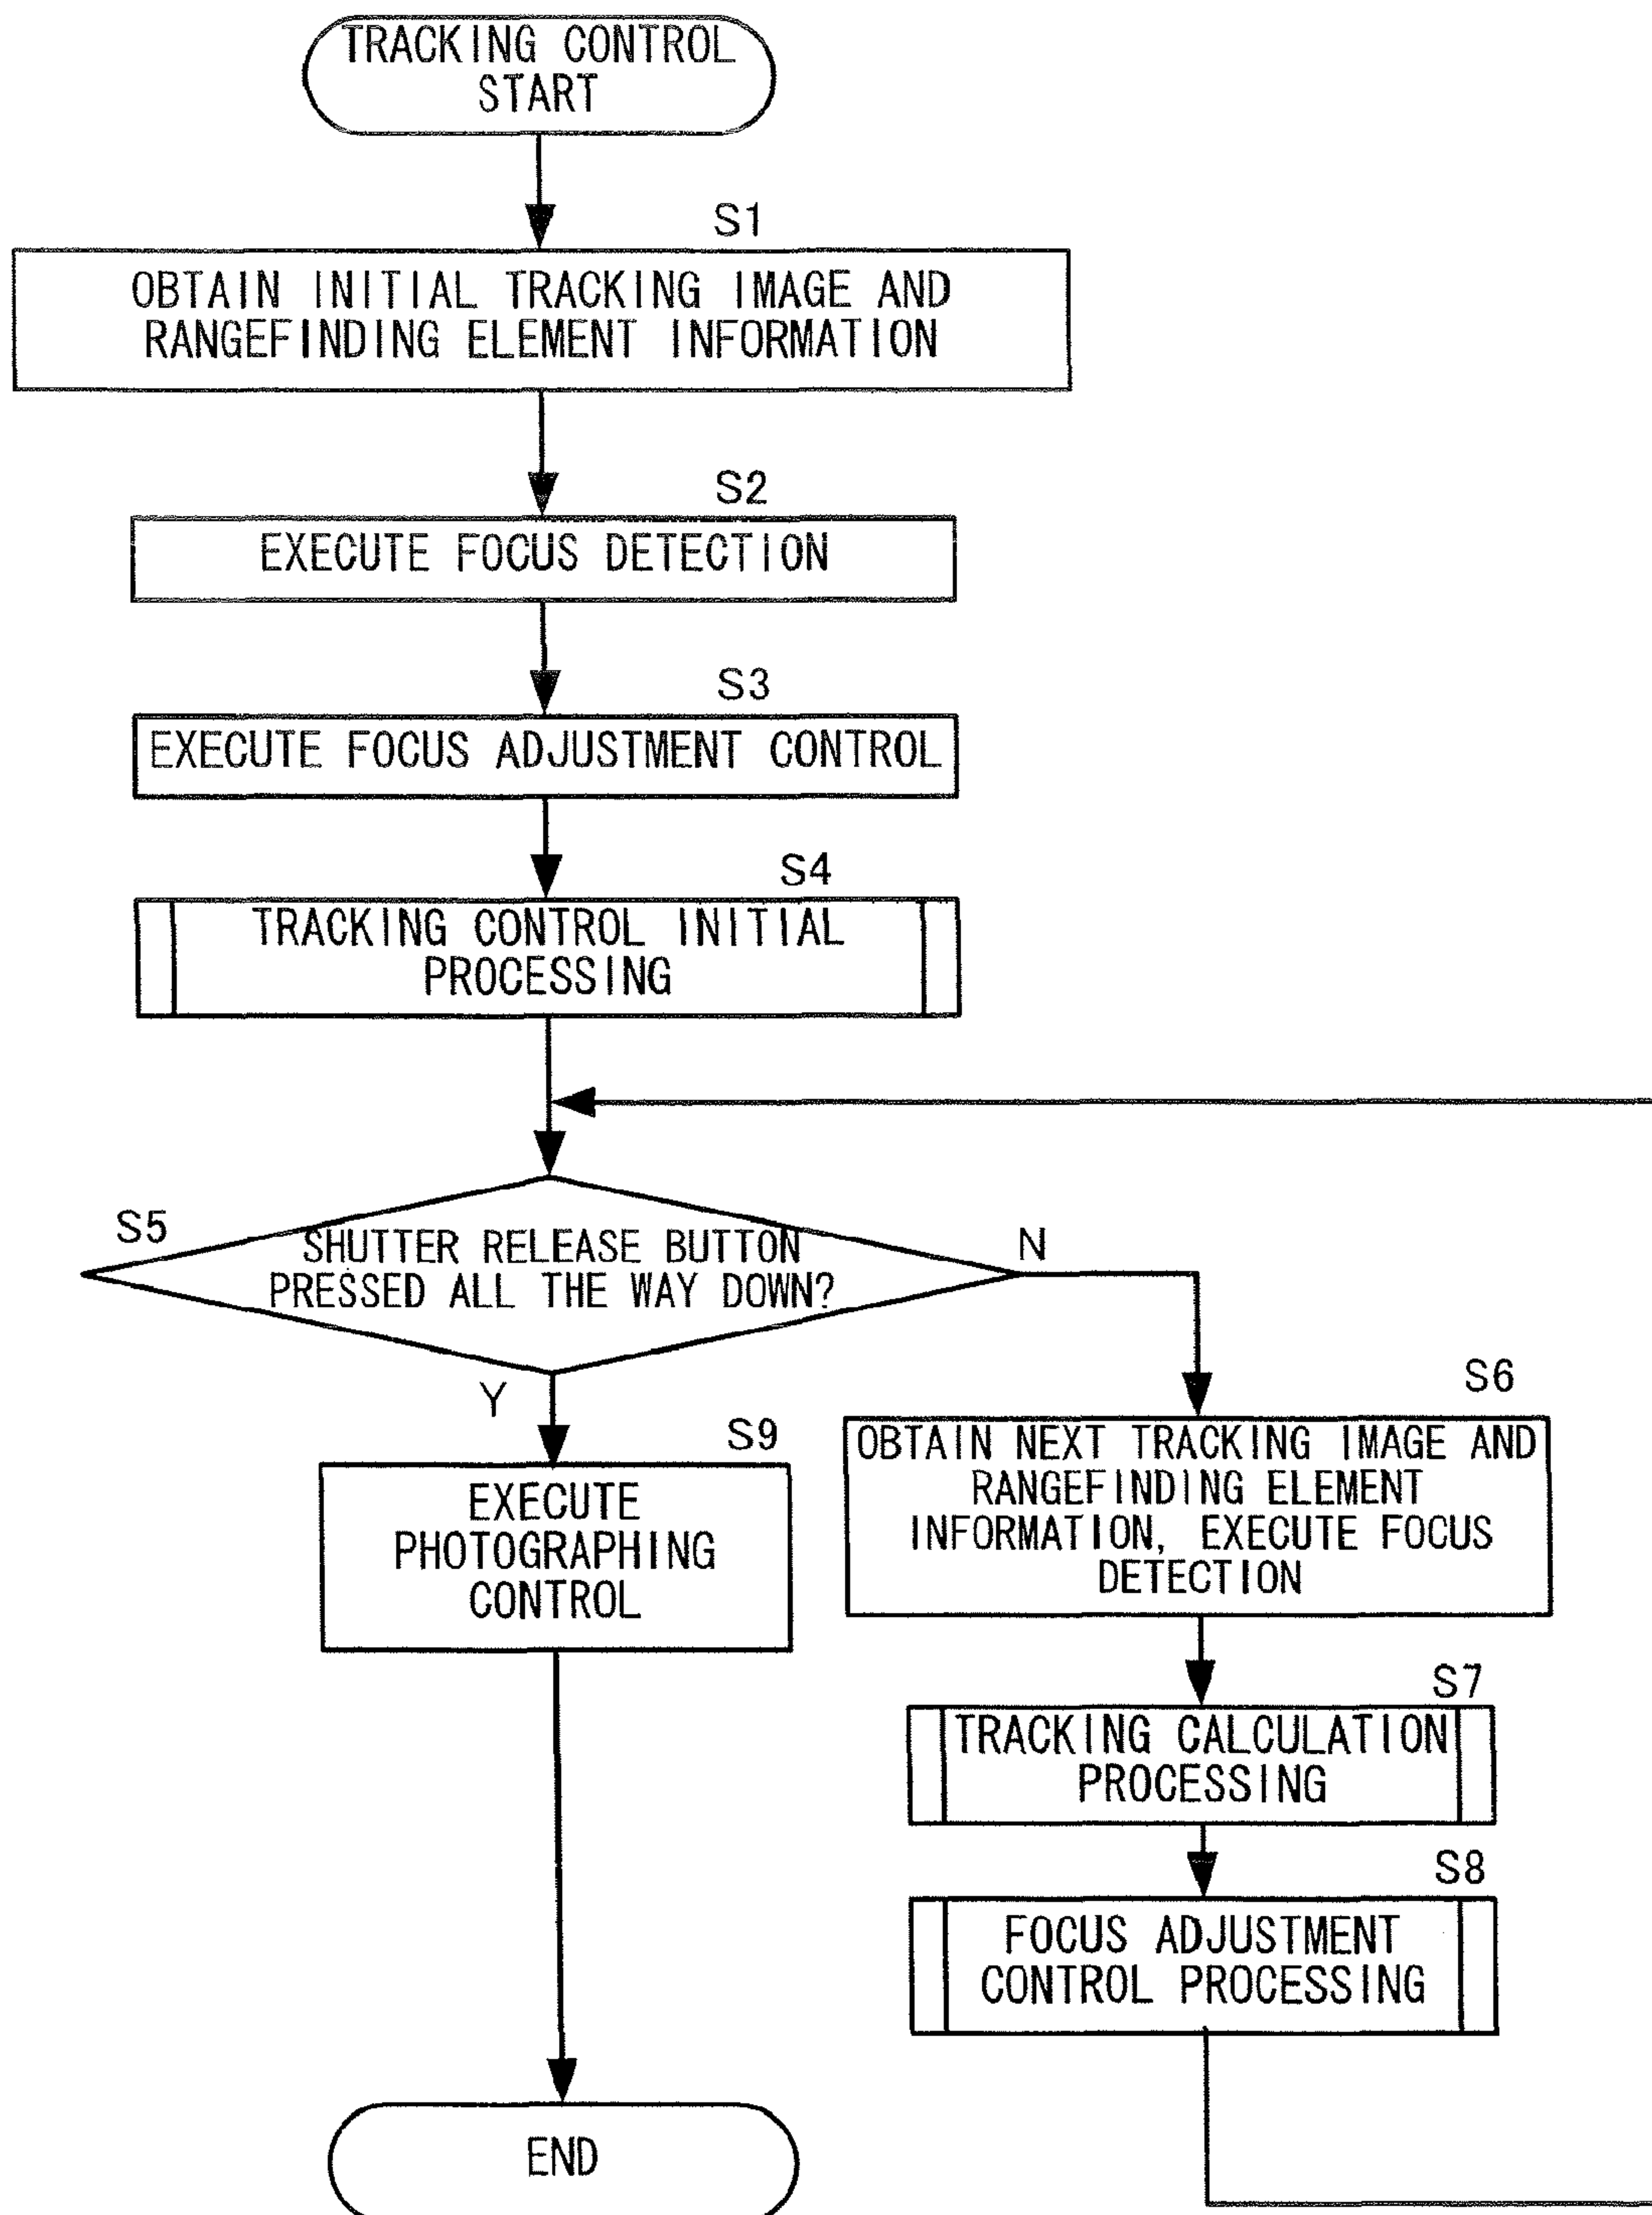 TRACKING CONTROL
START
S1
OBTAIN INITIAL TRACKING IMAGE AND
RANGEFINDING ELEMENT INFORMATION
S2
EXECUTE FOCUS DETECTION
S3
EXECUTE FOCUS ADJUSTMENT CONTROL
S4
TRACKING CONTROL INITIAL
PROCESSING
S5
SHUTTER RELEASE BUTTON
PRESSED ALL THE WAY DOWN?
N
Y
S6
OBTAIN NEXT TRACKING IMAGE AND
RANGEFINDING ELEMENT
INFORMATION, EXECUTE FOCUS
DETECTION
S9
EXECUTE
PHOTOGRAPHING
CONTROL
S7
TRACKING CALCULATION
PROCESSING
S8
FOCUS ADJUSTMENT
CONTROL PROCESSING
END